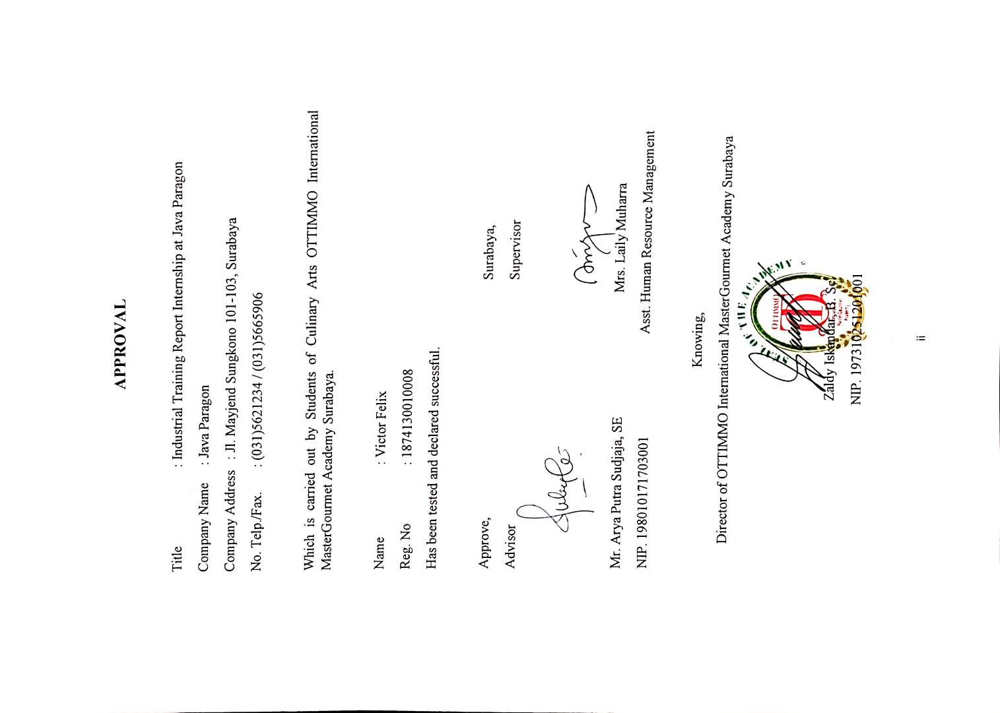 APPROVAL
Title : Industrial Training Report Internship at Java Paragon
Company Name : Java Paragon
Company Address : Jl. Mayjend Sungkono 101-103, Surabaya
No. Telp./Fax. : (031)5621234 / (031)5665906
Which is carried out by Students of Culinary Arts OTTIMMO International
MasterGourmet Academy Surabaya.
Name : Victor Felix
Reg. No : 1874130010008
Has been tested and declared successful.
Approve, Surabaya,
Advisor Supervisor
Mr. Arya Putra Sudjaja, SE Mrs. Laily Muharra
NIP. 19801017170​3001 Asst. Human Resource Management
Knowing,
Director of OTTIMMO International MasterGourmet Academy Surabaya
SEAL OF THE ACADEMY
OTTIMMO
Zaldy Iskandar, B. Sc.
NIP. 197310251201001
ii